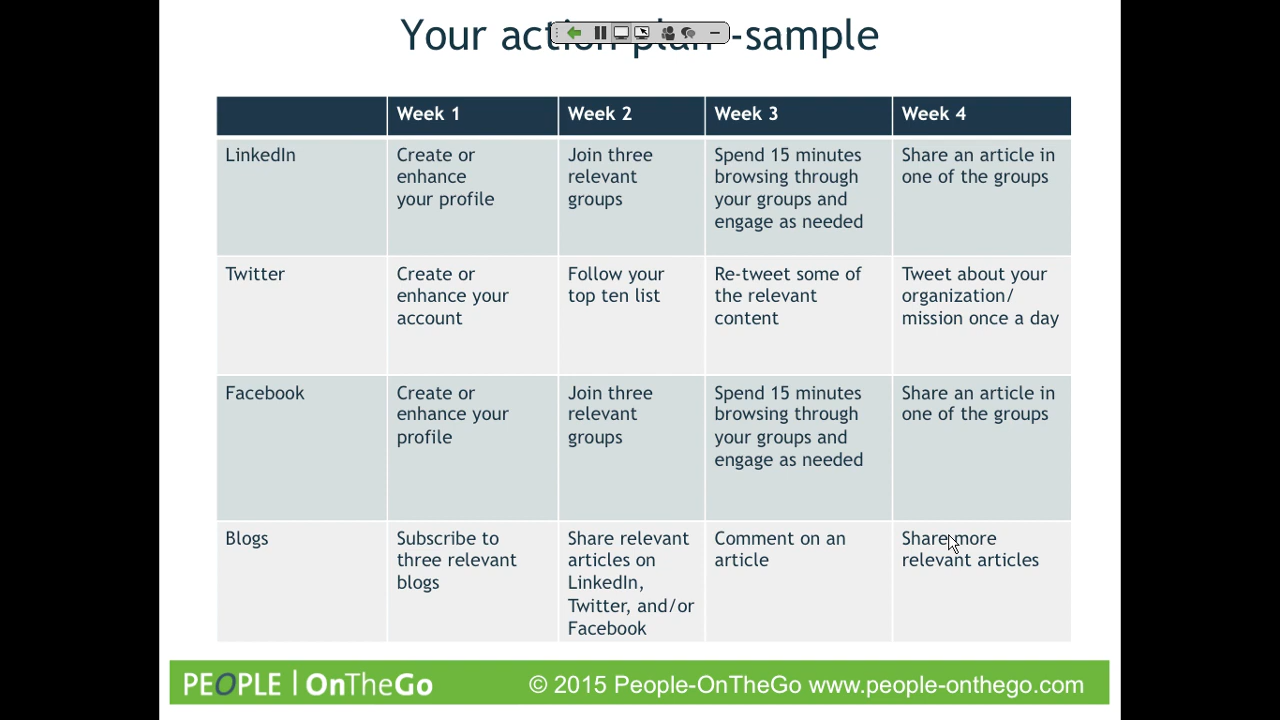 Your action plan -sample
Week 1 Week 2 Week 3 Week 4
LinkedIn
Create or
enhance
your profile
Join three
relevant
groups
Spend 15 minutes
browsing through
your groups and
engage as needed
Share an article in
one of the groups
Twitter
Create or
enhance your
account
Follow your
top ten list
Re-tweet some of
the relevant
content
Tweet about your
organization/
mission once a day
Facebook
Create or
enhance your
profile
Join three
relevant
groups
Spend 15 minutes
browsing through
your groups and
engage as needed
Share an article in
one of the groups
Blogs
Subscribe to
three relevant
blogs
Share relevant
articles on
LinkedIn,
Twitter, and/or
Facebook
Comment on an
article
Share more
relevant articles
PEOPLE | OnTheGo
© 2015 People-OnTheGo www.people-onthego.com